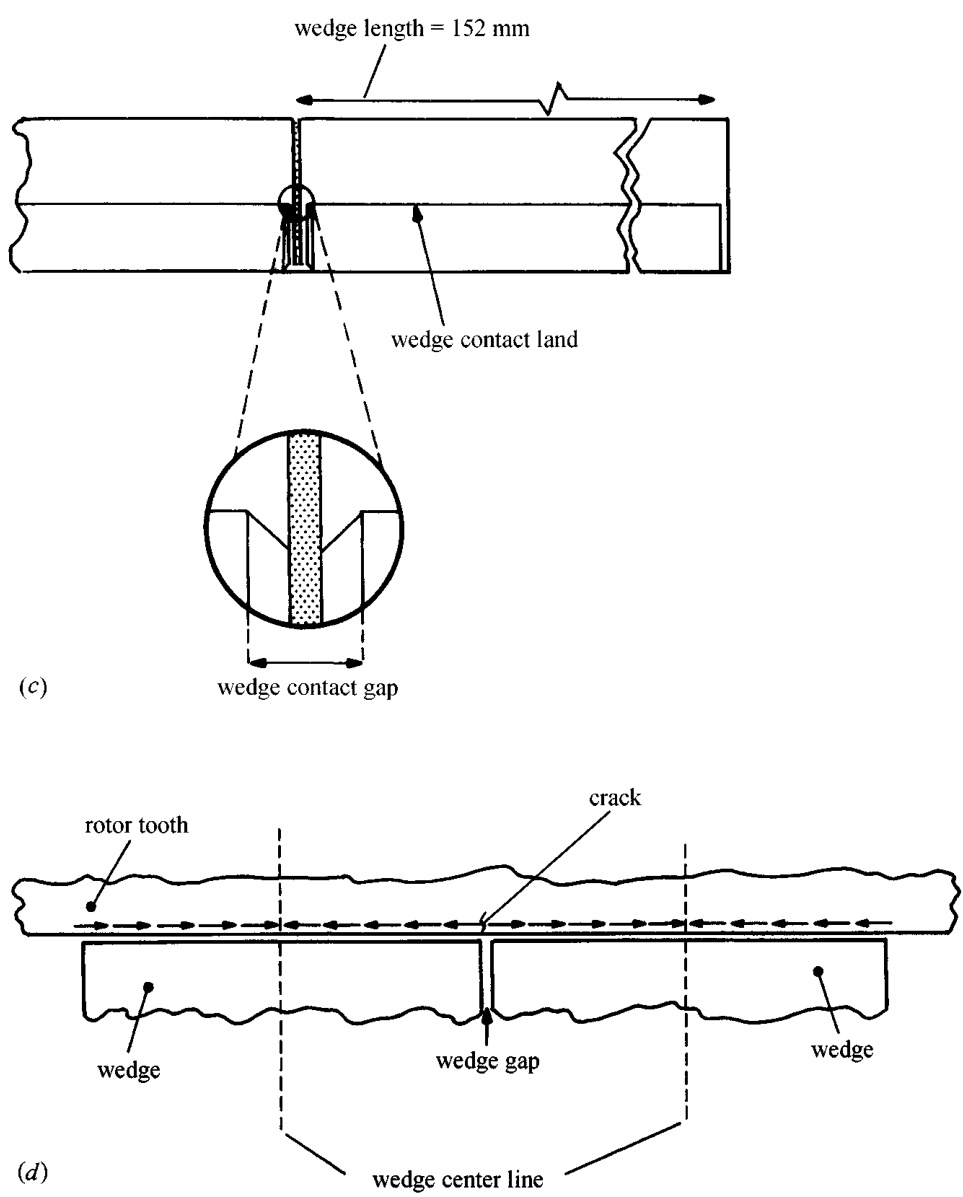 wedge length = 152 mm
wedge contact land
wedge contact gap
(c)
crack
rotor tooth
wedge gap
wedge
wedge
wedge center line
(d)